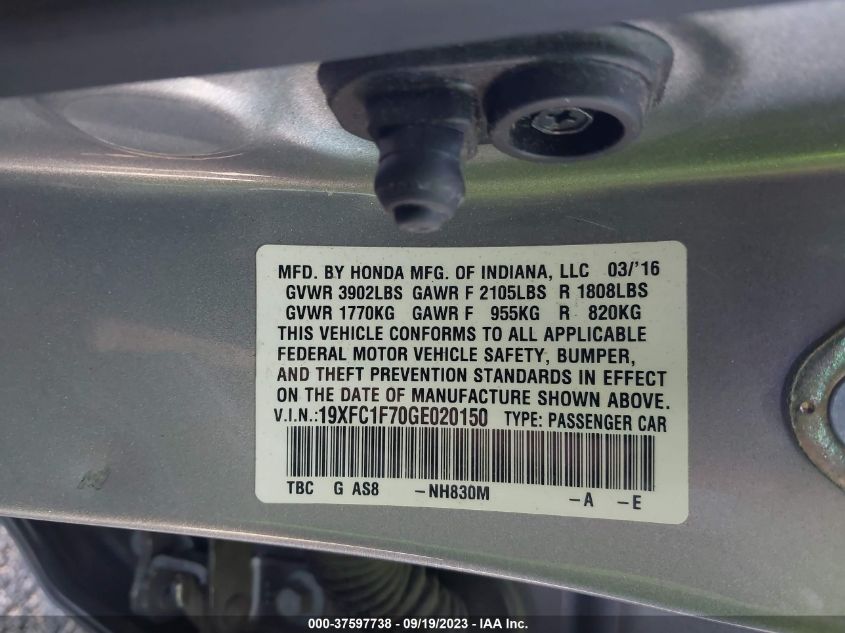 MFD. BY HONDA MFG. OF INDIANA, LLC 03/'16
GVWR 3902LBS GAWR F 2105LBS R 1808LBS
GVWR 1770KG GAWR F 955KG R 820KG
THIS VEHICLE CONFORMS TO ALL APPLICABLE
FEDERAL MOTOR VEHICLE SAFETY, BUMPER,
AND THEFT PREVENTION STANDARDS IN EFFECT
ON THE DATE OF MANUFACTURE SHOWN ABOVE.
V.I.N.:19XFC1F70GE020150 TYPE: PASSENGER CAR
TBC G AS8 -NH830M -A -E
000-37597738 - 09/19/2023 - IAA Inc.